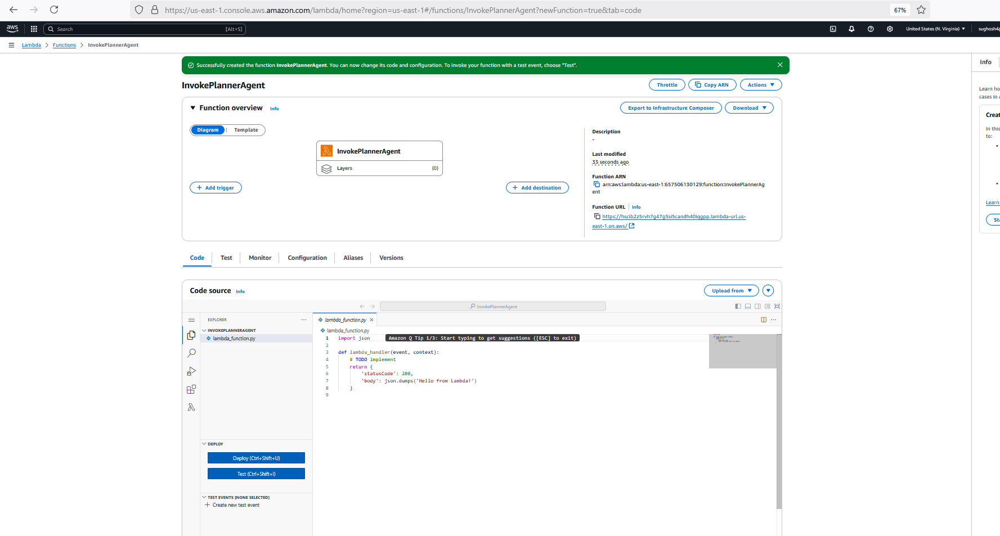 https://us-east-1.console.aws.amazon.com/lambda/home?region=us-east-1#/functions/InvokePlannerAgent?newFunction=true&tab=code
67%
aws
Search
[Alt+S]
United States (N. Virginia)
Lambda
Functions
InvokePlannerAgent
Successfully created the function InvokePlannerAgent. You can now change its code and configuration. To invoke your function with a test event, choose "Test".
Info
InvokePlannerAgent
Throttle
Copy ARN
Actions
Learn
cases in
Function overview
Info
Export to Infrastructure Composer
Download
Diagram
Template
InvokePlannerAgent
Layers
(0)
Add trigger
Add destination
Description
-
Last modified
33 seconds ago
Function ARN
arn:aws:lambda:us-east-1:657506130129:function:InvokePlannerAg
ent
Function URL
Info
https://hscib2z5rvh7g47g5si5candh40iqgpp.lambda-url.us-
east-1.on.aws/
In this
to:
Learn
Code
Test
Monitor
Configuration
Aliases
Versions
Code source
Info
Upload from
InvokePlannerAgent
EXPLORER
INVOKEPLANNERAGENT
lambda_function.py
lambda_function.py
lambda_function.py
1 import json
Amazon Q Tip 1/3: Start typing to get suggestions ([ESC] to exit)
2
3 def lambda_handler(event, context):
4 # TODO implement
5 return {
6 'statusCode': 200,
7 'body': json.dumps('Hello from Lambda!')
8 }
9
DEPLOY
Deploy (Ctrl+Shift+U)
Test (Ctrl+Shift+I)
TEST EVENTS [NONE SELECTED]
Create new test event